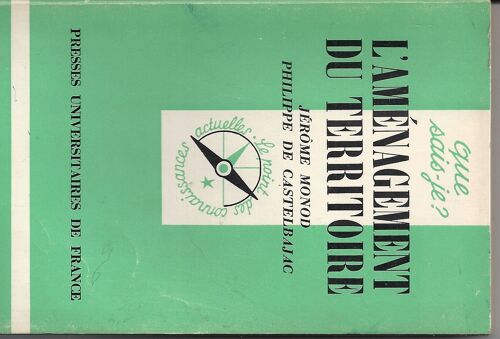 que
sais-je?
L'AMÉNAGEMENT
DU TERRITOIRE
JÉRÔME MONOD
PHILIPPE DE CASTELBAJAC
le point des connaissances actuelles.
PRESSES UNIVERSITAIRES DE FRANCE